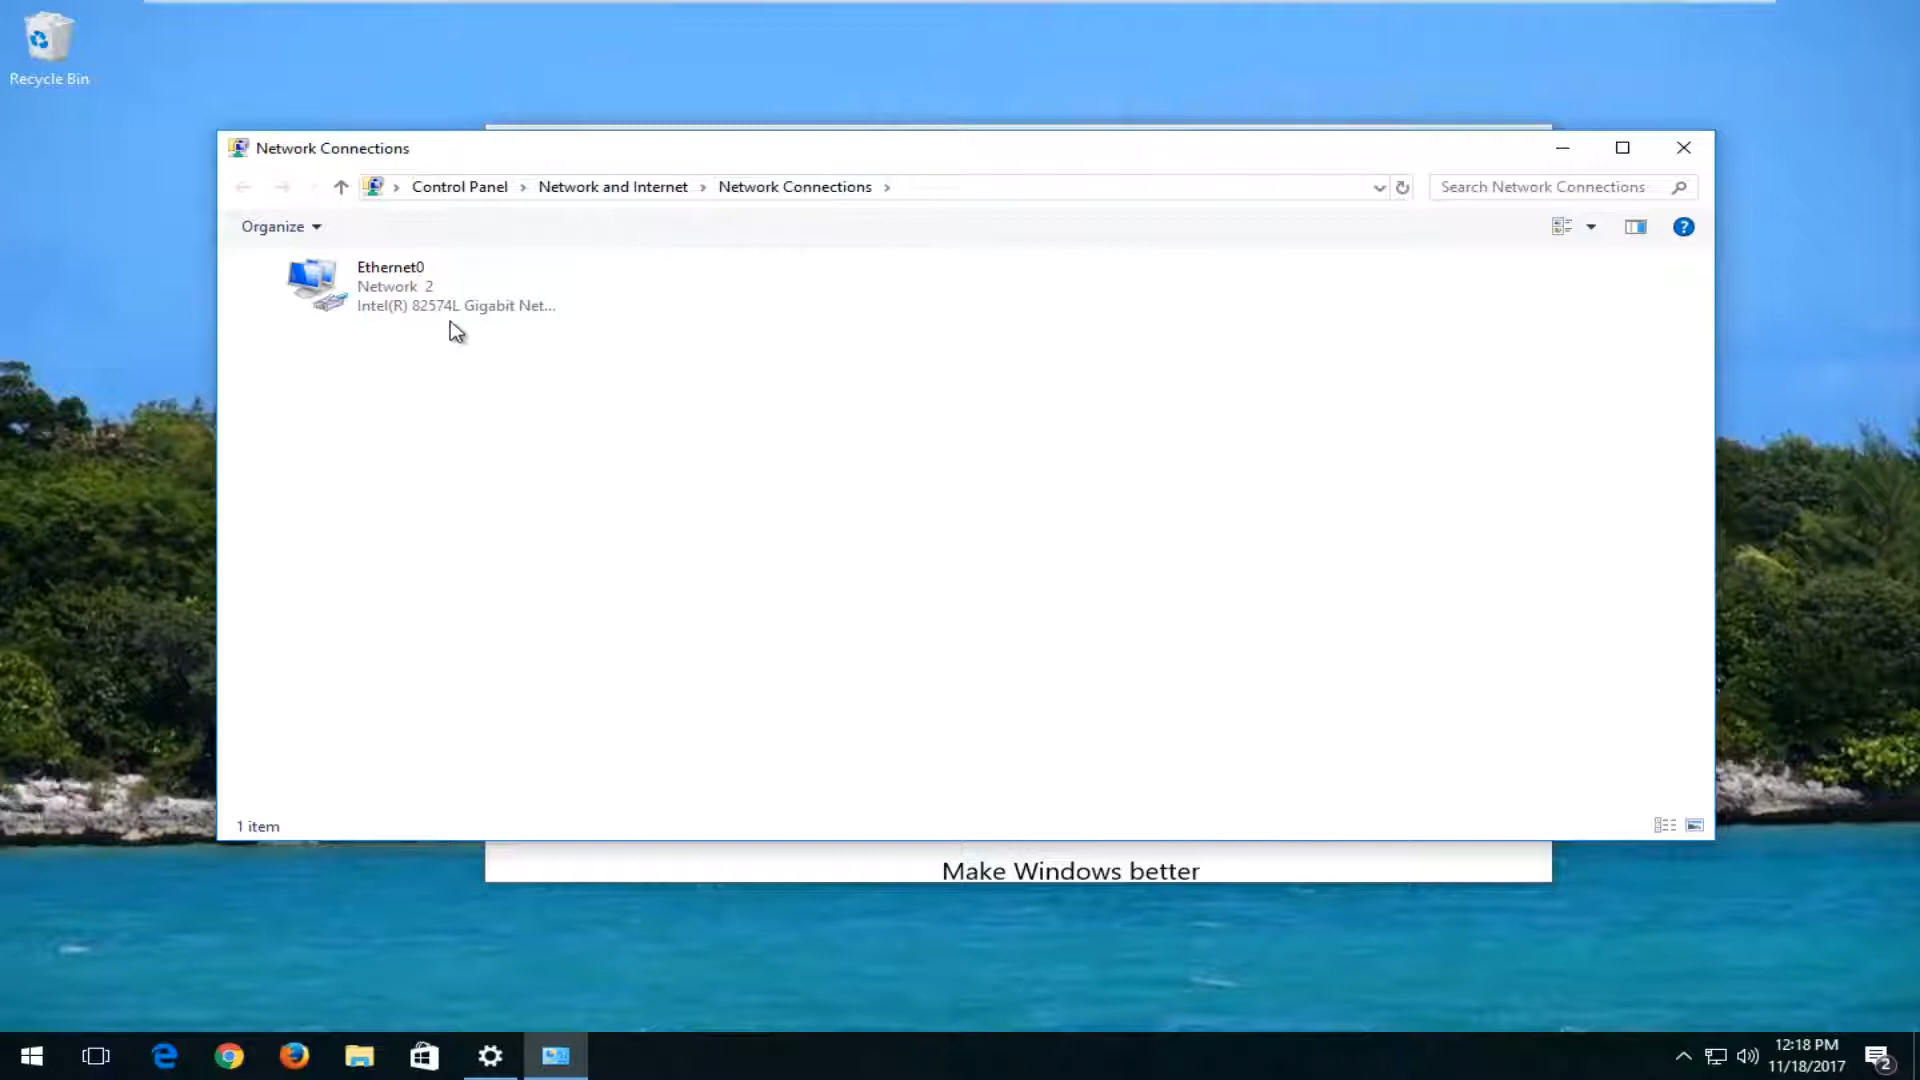 Recycle Bin
Network Connections
Control Panel
Network and Internet
Network Connections
Search Network Connections
Organize
Ethernet0
Network 2
Intel(R) 82574L Gigabit Net...
1 item
Make Windows better
12:18 PM
11/18/2017
2